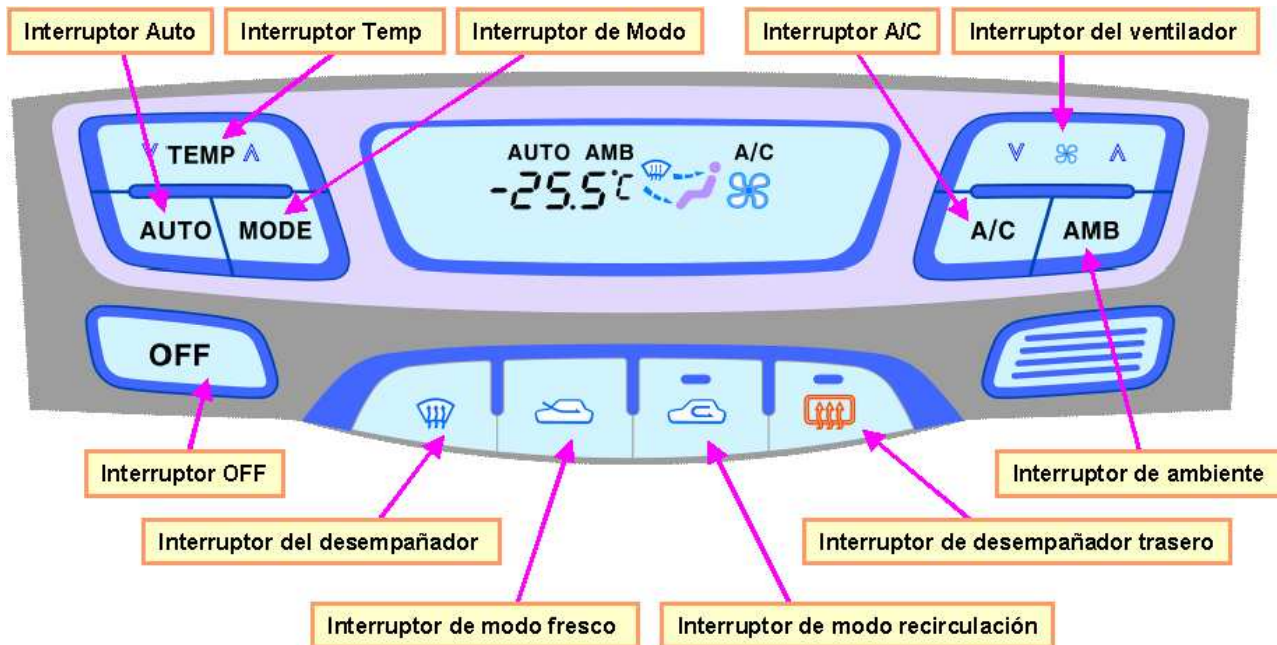 Interruptor Auto
Interruptor Temp
Interruptor de Modo
Interruptor A/C
Interruptor del ventilador
TEMP
AUTO AMB A/C
-25.5°C
AUTO MODE
A/C AMB
OFF
Interruptor OFF
Interruptor de ambiente
Interruptor del desempañador
Interruptor de desempañador trasero
Interruptor de modo fresco
Interruptor de modo recirculación